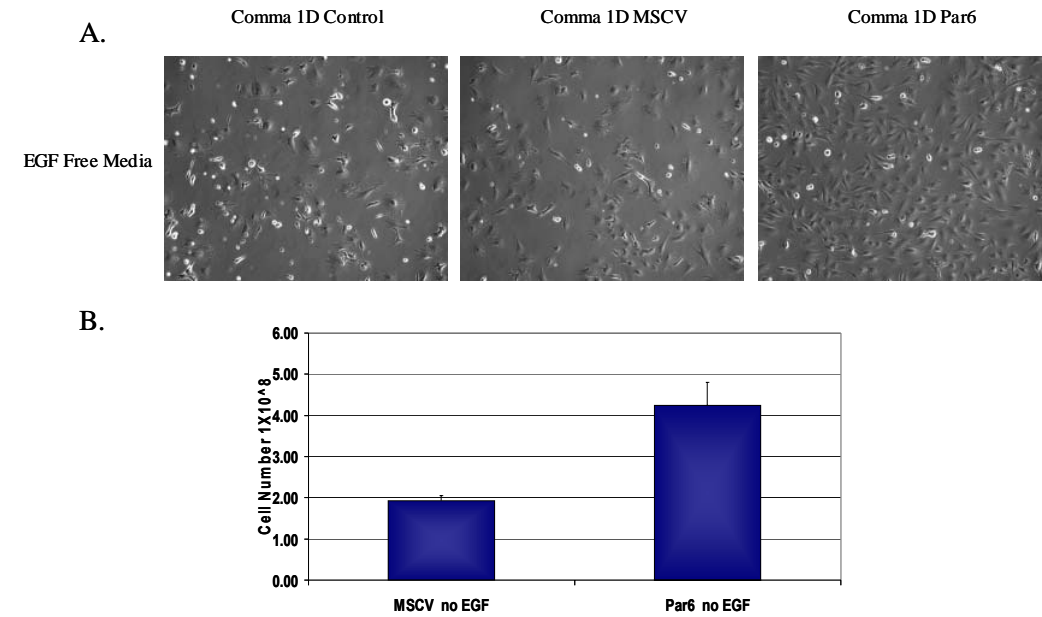 A.
Comma 1D Control
Comma 1D MSCV
Comma 1D Par6
EGF Free Media
B.
Cell Number 1X10^8
6.00
5.00
4.00
3.00
2.00
1.00
0.00
MSCV no EGF
Par6 no EGF